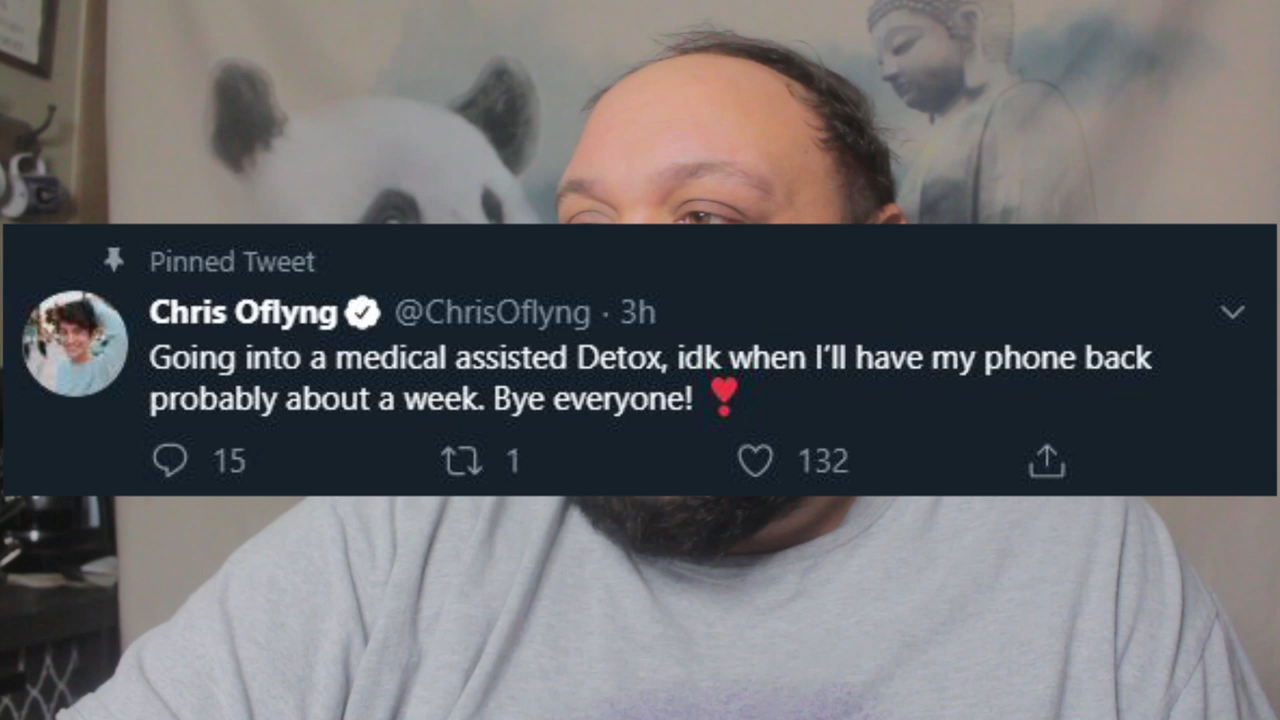 Pinned Tweet
Chris Oflyng @ChrisOflyng · 3h
Going into a medical assisted Detox, idk when I’ll have my phone back
probably about a week. Bye everyone! ❣
15 1 132